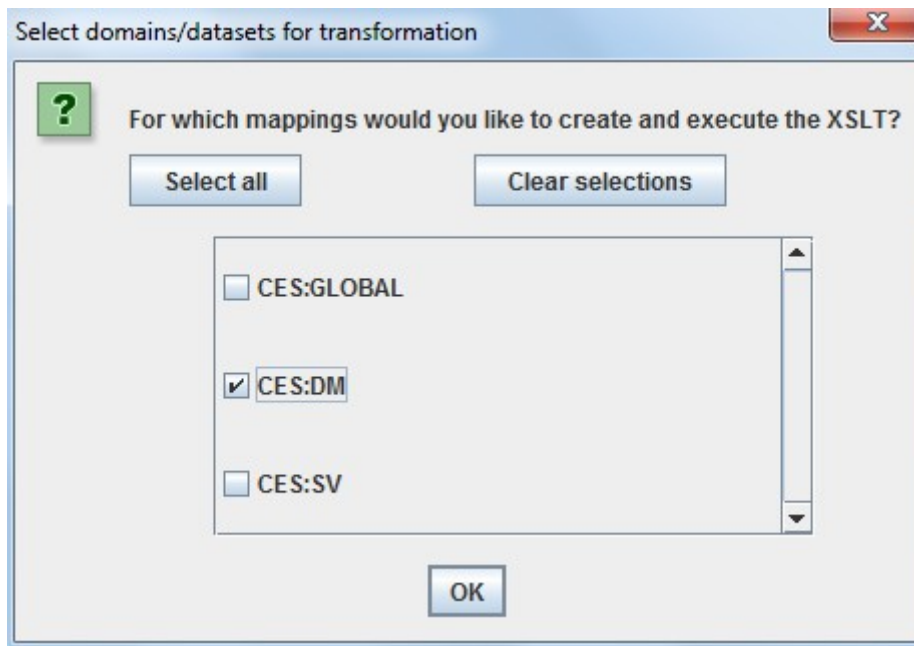 Select domains/datasets for transformation
For which mappings would you like to create and execute the XSLT?
Select all
Clear selections
CES:GLOBAL
CES:DM
CES:SV
OK